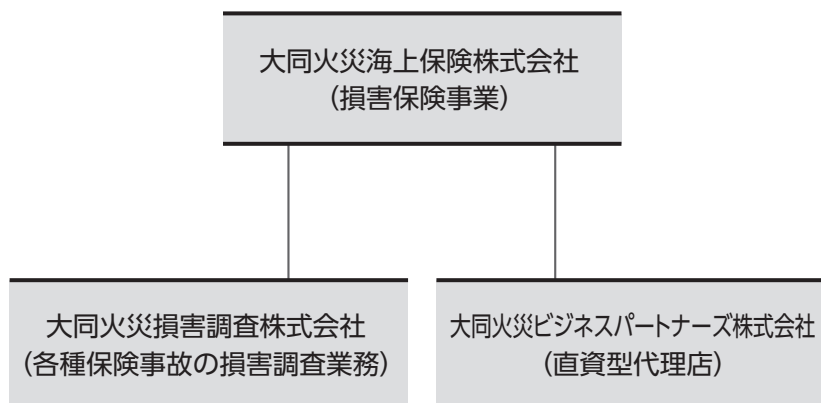 大同火災海上保険株式会社
（損害保険事業）
大同火災損害調査株式会社
（各種保険事故の損害調査業務）
大同火災ビジネスパートナーズ株式会社
（直資型代理店）